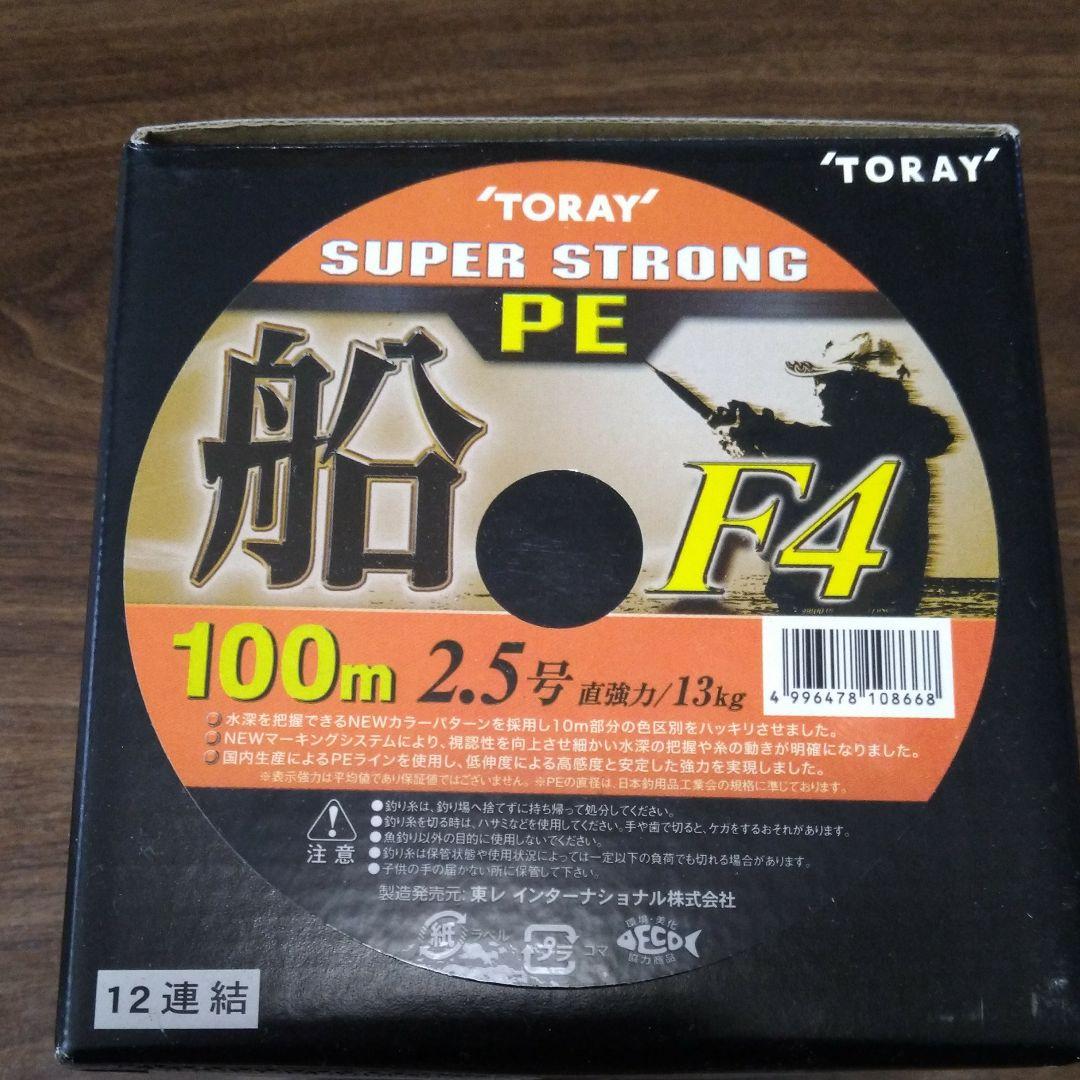 'TORAY'
'TORAY'
SUPER STRONG
PE
船
F4
100m 2.5号 直強力/13kg
4 996478 108668
水深を把握できるNEWカラーパターンを採用し10m部分の色区別をハッキリさせました。
NEWマーキングシステムにより、視認性を向上させ細かい水深の把握や糸の動きが明確になりました。
国内生産によるPEラインを使用し、低伸度による高感度と安定した強力を実現しました。
※表示強力は平均値であり保証値ではございません。 ※PEの直径は、日本釣用品工業会の規格に準じております。
注意
●釣り糸は、釣り場へ捨てずに持ち帰って処分してください。
●釣り糸を切る時は、ハサミなどを使用してください。手や歯で切ると、ケガをするおそれがあります。
●魚釣り以外の目的に使用しないでください。
●釣り糸は保管状態や使用状況によっては一定以下の負荷でも切れる場合があります。
●子供の手の届かない所に保管して下さい。
製造発売元: 東レ インターナショナル株式会社
紙 ラベル
プラ コマ
環境・美化
ECO
協力商品
12連結